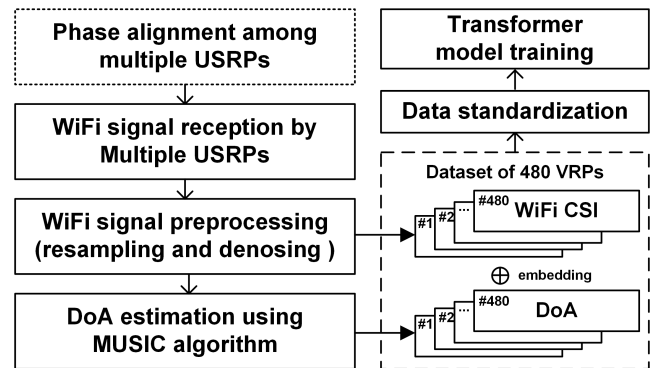 Phase alignment among
multiple USRPs
WiFi signal reception by
Multiple USRPs
WiFi signal preprocessing
(resampling and denosing )
DoA estimation using
MUSIC algorithm
Transformer
model training
Data standardization
Dataset of 480 VRPs
#1 #2 ... #480 WiFi CSI
⊕ embedding
#1 #2 ... #480 DoA